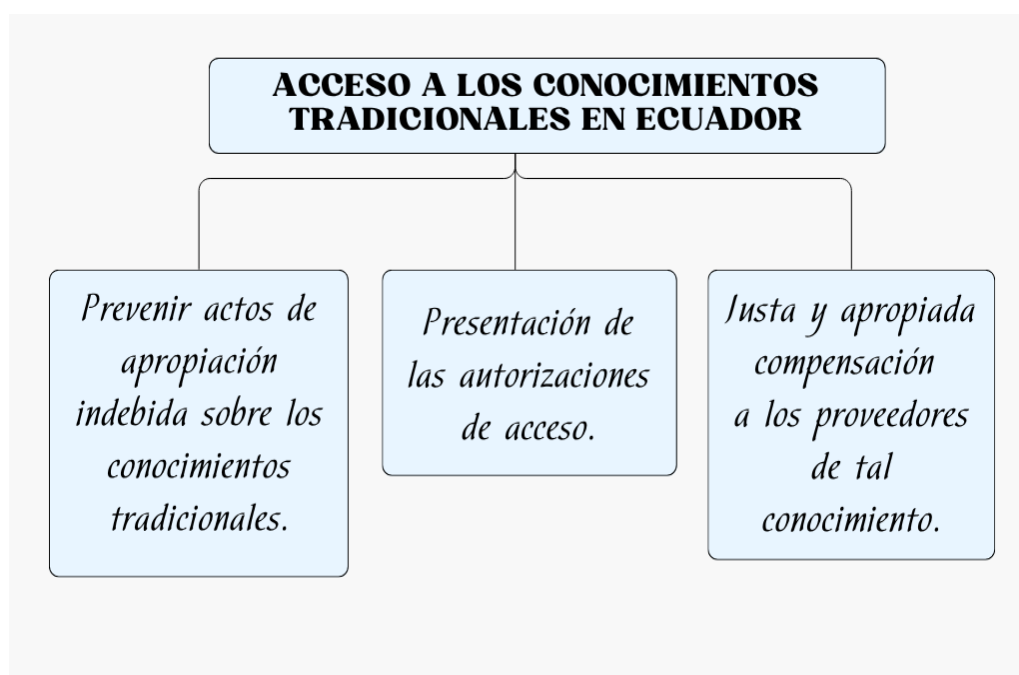 ACCESO A LOS CONOCIMIENTOS
TRADICIONALES EN ECUADOR
Prevenir actos de
apropiación
indebida sobre los
conocimientos
tradicionales.
Presentación de
las autorizaciones
de acceso.
Justa y apropiada
compensación
a los proveedores
de tal
conocimiento.